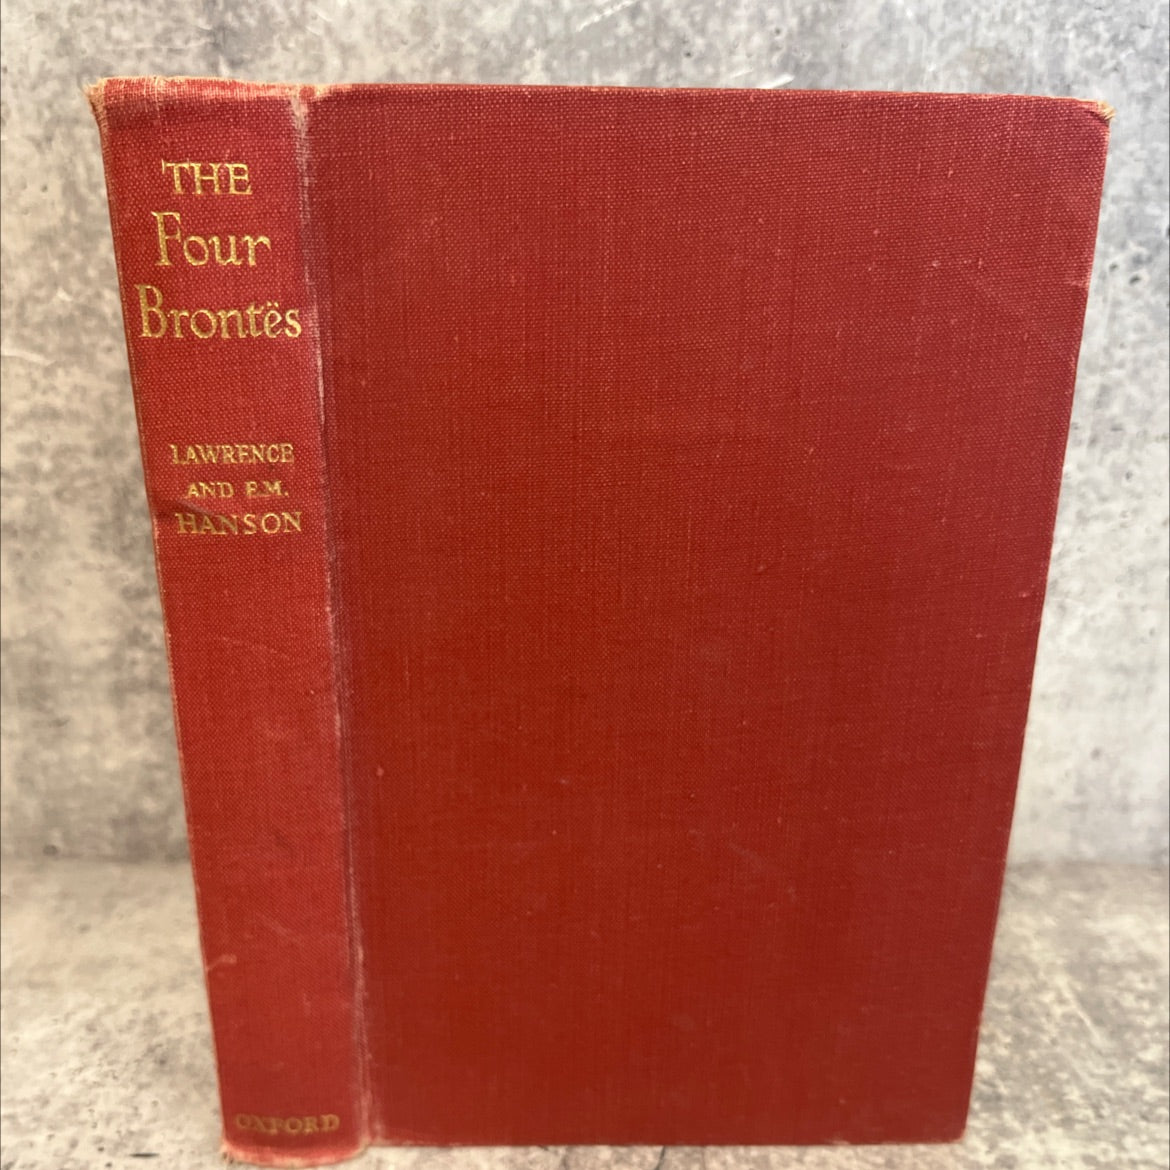 THE
Four
Brontës
LAWRENCE
AND E.M.
HANSON
OXFORD